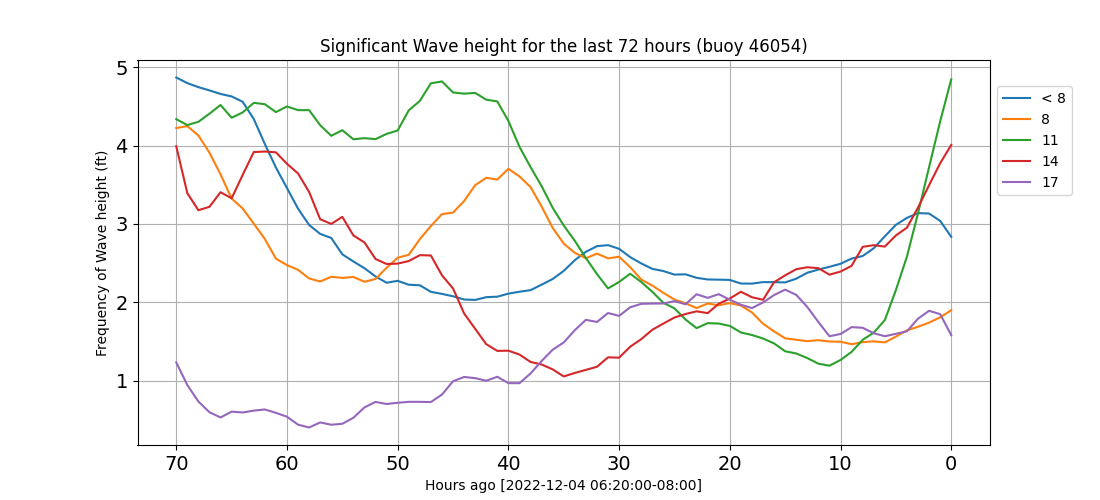 Significant Wave height for the last 72 hours (buoy 46054)
Frequency of Wave height (ft)
5
4
3
2
1
70 60 50 40 30 20 10 0
Hours ago [2022-12-04 06:20:00-08:00]
< 8
8
11
14
17